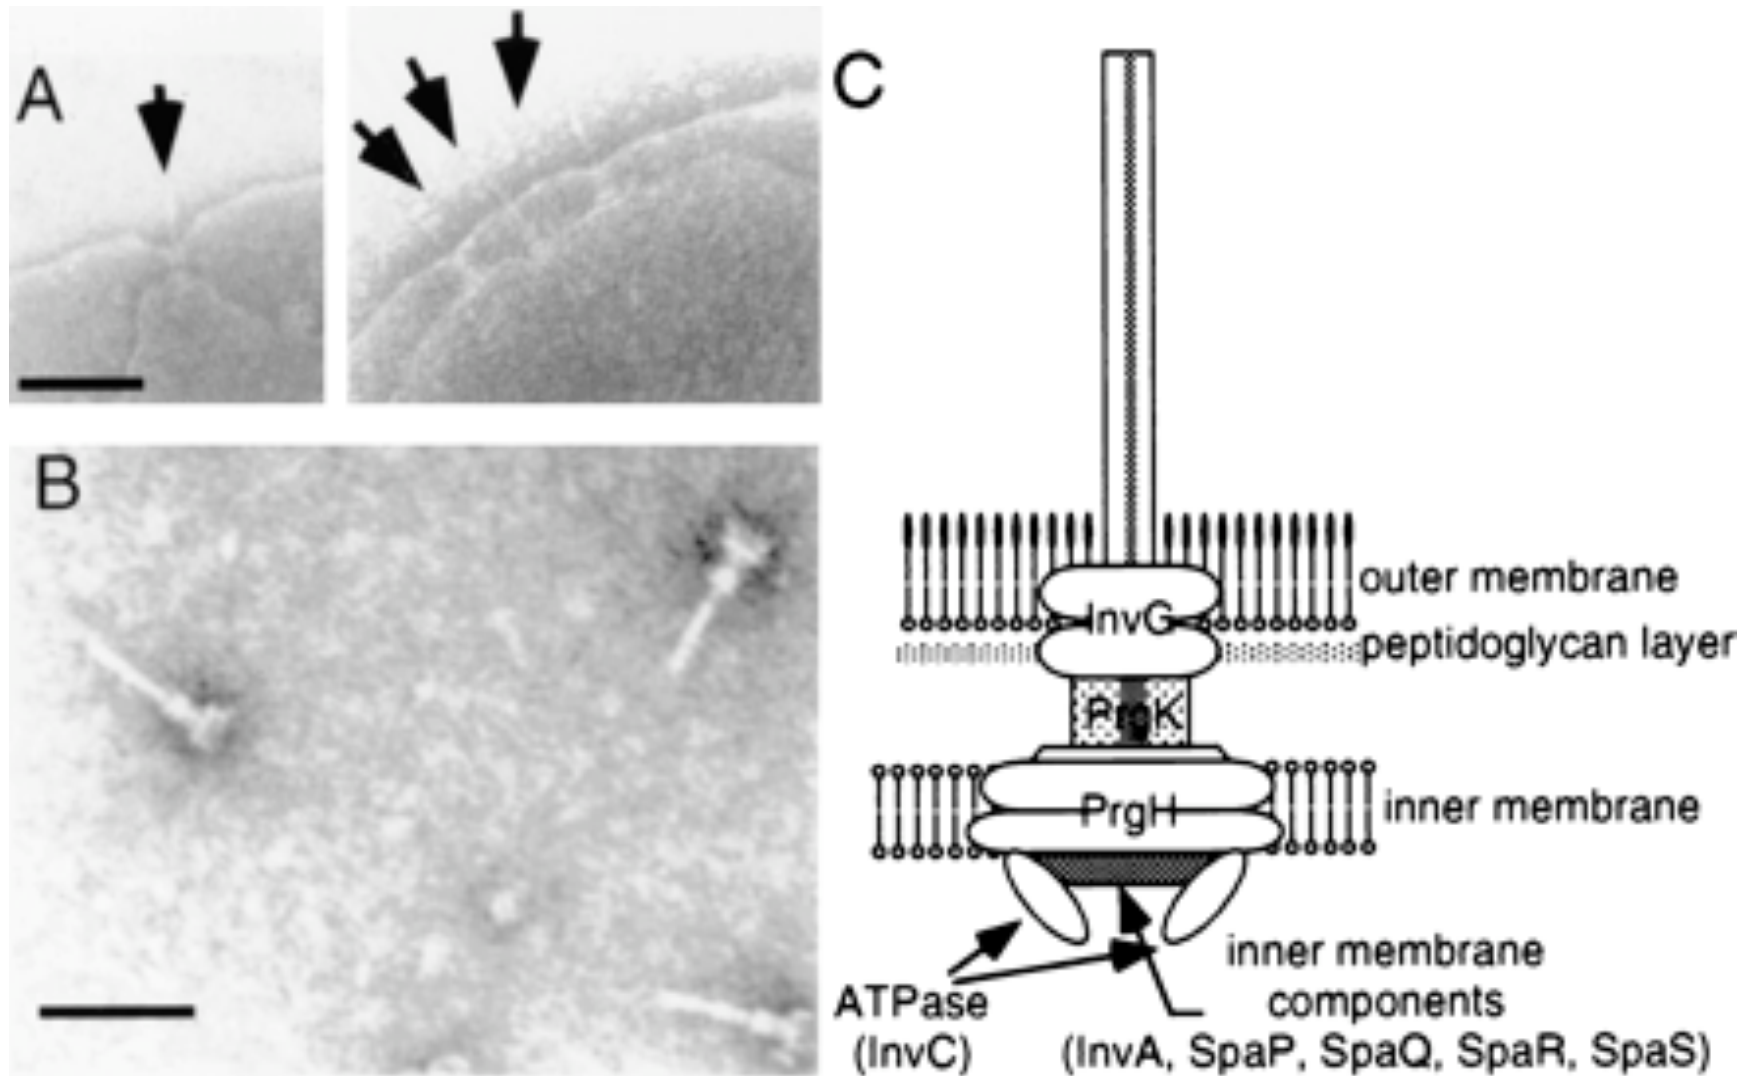 A
B
C
InvG
outer membrane
peptidoglycan layer
PrgK
PrgH
inner membrane
ATPase
(InvC)
inner membrane
components
(InvA, SpaP, SpaQ, SpaR, SpaS)